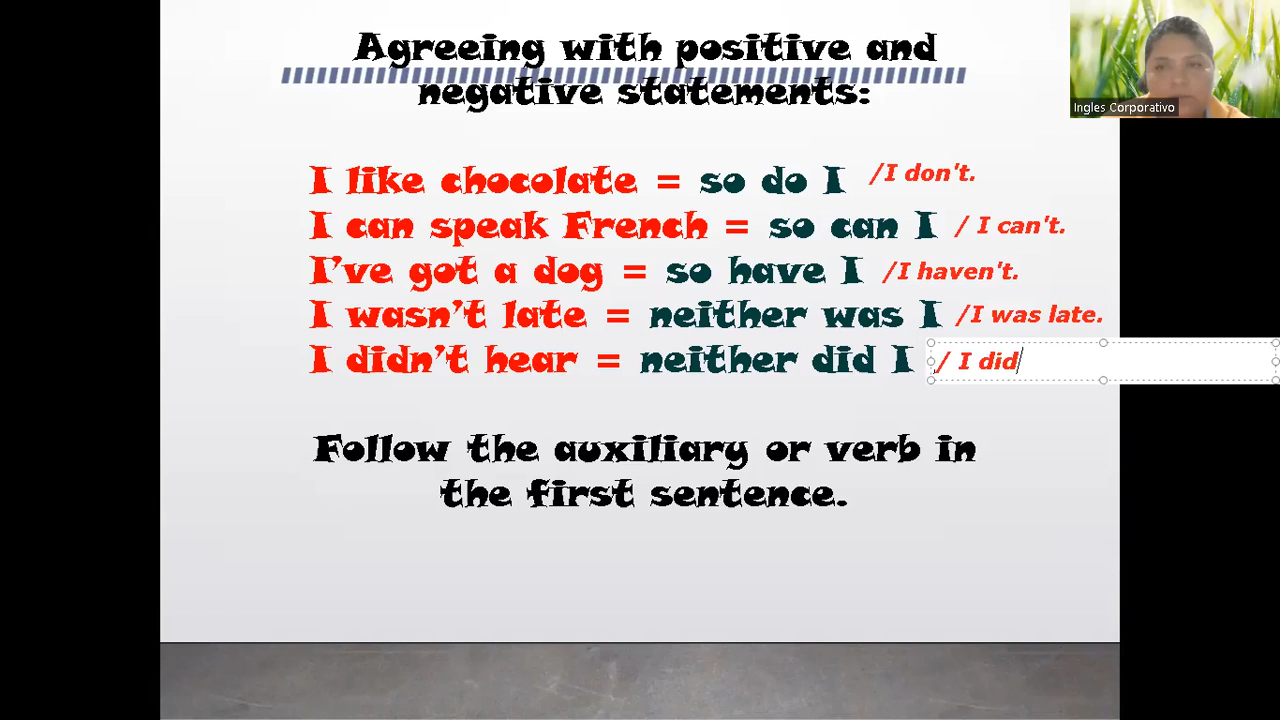 Agreeing with positive and
negative statements:
Ingles Corporativo
I like chocolate = so do I /I don't.
I can speak French = so can I / I can't.
I've got a dog = so have I /I haven't.
I wasn't late = neither was I /I was late.
I didn't hear = neither did I / I did
Follow the auxiliary or verb in
the first sentence.